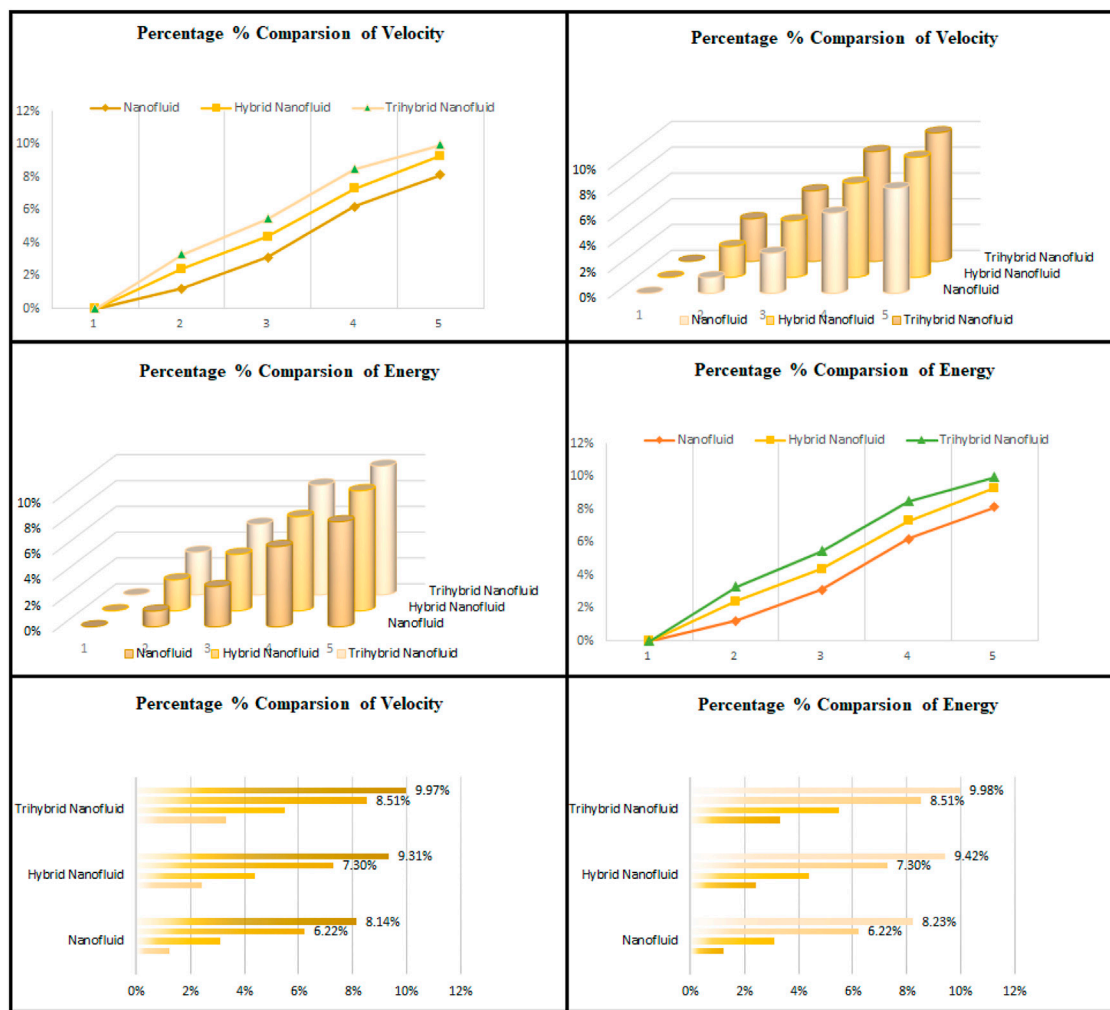 Percentage % Comparsion of Velocity
Nanofluid Hybrid Nanofluid Trihybrid Nanofluid
12%
10%
8%
6%
4%
2%
0%
1 2 3 4 5
Percentage % Comparsion of Velocity
10%
8%
6%
4%
2%
0%
Trihybrid Nanofluid
Hybrid Nanofluid
Nanofluid
1 2 3 4 5
Nanofluid Hybrid Nanofluid Trihybrid Nanofluid
Percentage % Comparsion of Energy
10%
8%
6%
4%
2%
0%
Trihybrid Nanofluid
Hybrid Nanofluid
Nanofluid
1 2 3 4 5
Nanofluid Hybrid Nanofluid Trihybrid Nanofluid
Percentage % Comparsion of Energy
Nanofluid Hybrid Nanofluid Trihybrid Nanofluid
12%
10%
8%
6%
4%
2%
0%
1 2 3 4 5
Percentage % Comparsion of Velocity
9.97%
Trihybrid Nanofluid 8.51%
9.31%
Hybrid Nanofluid 7.30%
8.14%
Nanofluid 6.22%
0% 2% 4% 6% 8% 10% 12%
Percentage % Comparsion of Energy
9.98%
Trihybrid Nanofluid 8.51%
9.42%
Hybrid Nanofluid 7.30%
8.23%
Nanofluid 6.22%
0% 2% 4% 6% 8% 10% 12%